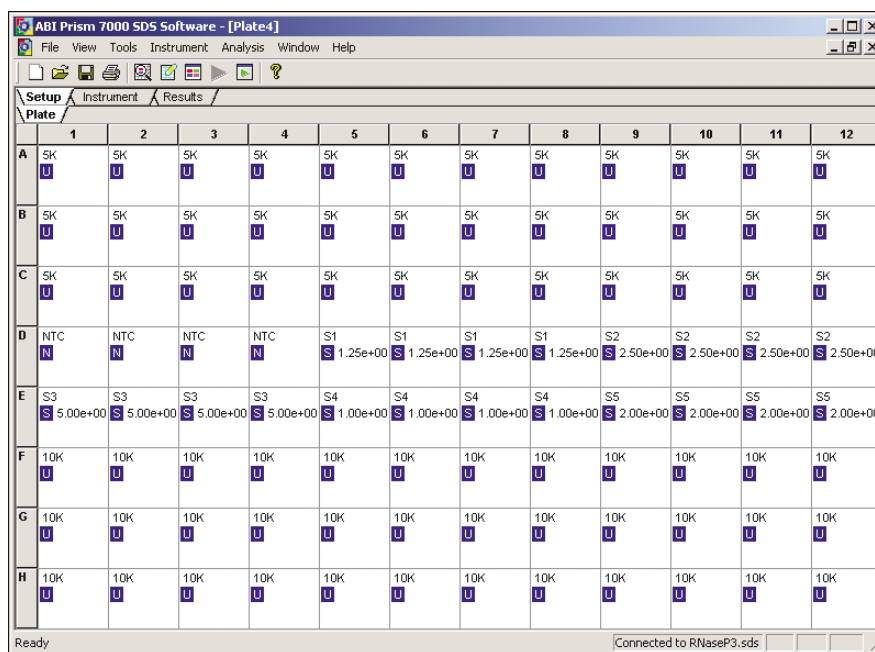 ABI Prism 7000 SDS Software - [Plate4]
File View Tools Instrument Analysis Window Help
Setup Instrument Results
Plate
1 2 3 4 5 6 7 8 9 10 11 12
A 5K 5K 5K 5K 5K 5K 5K 5K 5K 5K 5K 5K
U U U U U U U U U U U U
B 5K 5K 5K 5K 5K 5K 5K 5K 5K 5K 5K 5K
U U U U U U U U U U U U
C 5K 5K 5K 5K 5K 5K 5K 5K 5K 5K 5K 5K
U U U U U U U U U U U U
D NTC NTC NTC NTC S1 S1 S1 S1 S2 S2 S2 S2
N N N N S 1.25e+00 S 1.25e+00 S 1.25e+00 S 1.25e+00 S 2.50e+00 S 2.50e+00 S 2.50e+00 S 2.50e+0
E S3 S3 S3 S3 S4 S4 S4 S4 S5 S5 S5 S5
S 5.00e+00 S 5.00e+00 S 5.00e+00 S 5.00e+00 S 1.00e+00 S 1.00e+00 S 1.00e+00 S 1.00e+00 S 2.00e+00 S 2.00e+00 S 2.00e+00 S 2.00e+0
F 10K 10K 10K 10K 10K 10K 10K 10K 10K 10K 10K 10K
U U U U U U U U U U U U
G 10K 10K 10K 10K 10K 10K 10K 10K 10K 10K 10K 10K
U U U U U U U U U U U U
H 10K 10K 10K 10K 10K 10K 10K 10K 10K 10K 10K 10K
U U U U U U U U U U U U
Ready Connected to RNaseP3.sds